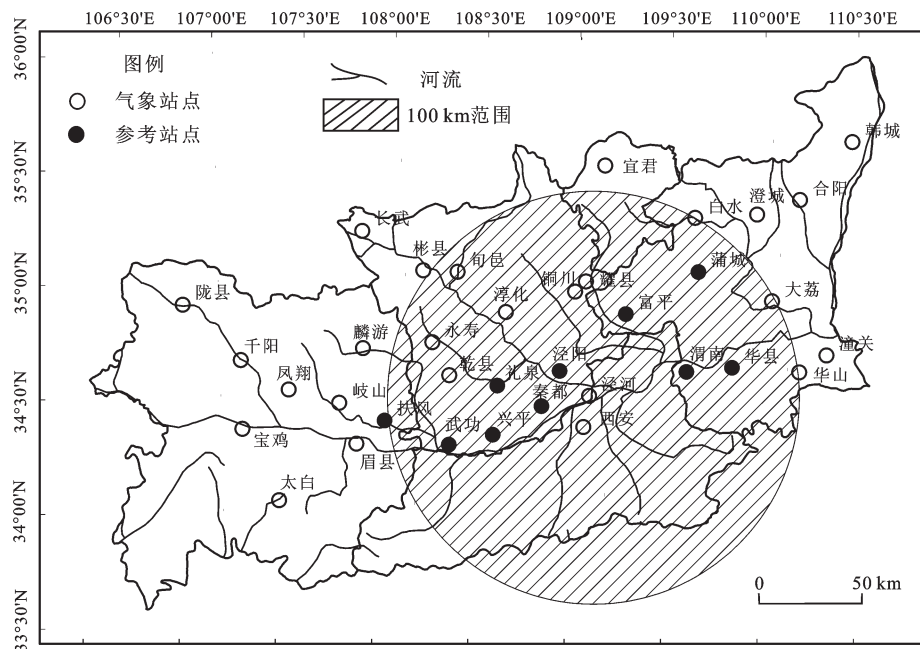 106°30'E 107°00'E 107°30'E 108°00'E 108°30'E 109°00'E 109°30'E 110°00'E 110°30'E
36°00'N
35°30'N
35°00'N
34°30'N
34°00'N
33°30'N
图例
气象站点
参考站点
河流
100 km范围
韩城
宜君
合阳
澄城
白水
长武
彬县
旬邑
蒲城
铜川
耀县
大荔
陇县
淳化
富平
麟游
永寿
潼关
千阳
乾县
泾阳
渭南
华县
华山
凤翔
礼泉
岐山
秦都
泾河
扶风
武功
兴平
西安
宝鸡
眉县
太白
0 50 km